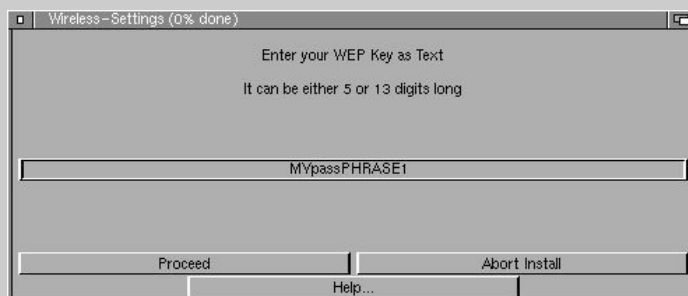 Wireless-Settings (0% done)
Enter your WEP Key as Text
It can be either 5 or 13 digits long
MYpassPHRASE1
Proceed
Abort Install
Help...